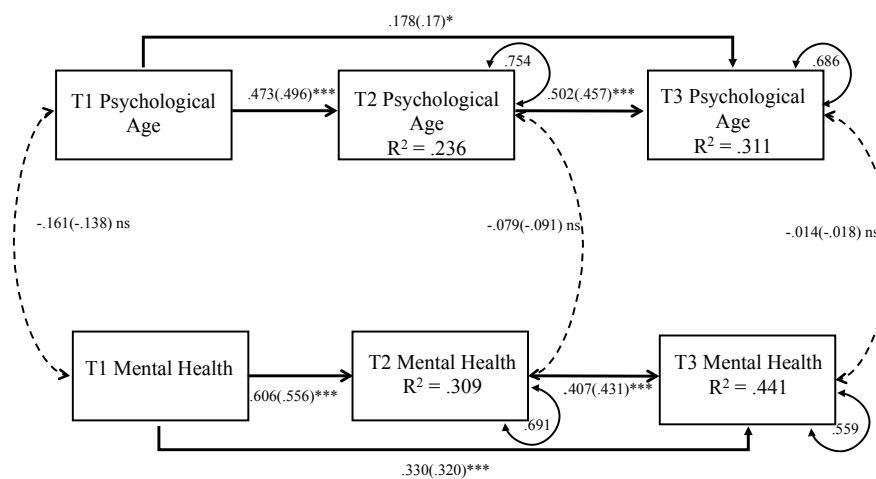 .178(.17)*
.754
.686
T1 Psychological
Age
.473(.496)***
T2 Psychological
Age
R² = .236
.502(.457)***
T3 Psychological
Age
R² = .311
-.161(-.138) ns
-.079(-.091) ns
-.014(-.018) ns
T1 Mental Health
.606(.556)***
T2 Mental Health
R² = .309
.407(.431)***
T3 Mental Health
R² = .441
.691
.559
.330(.320)***